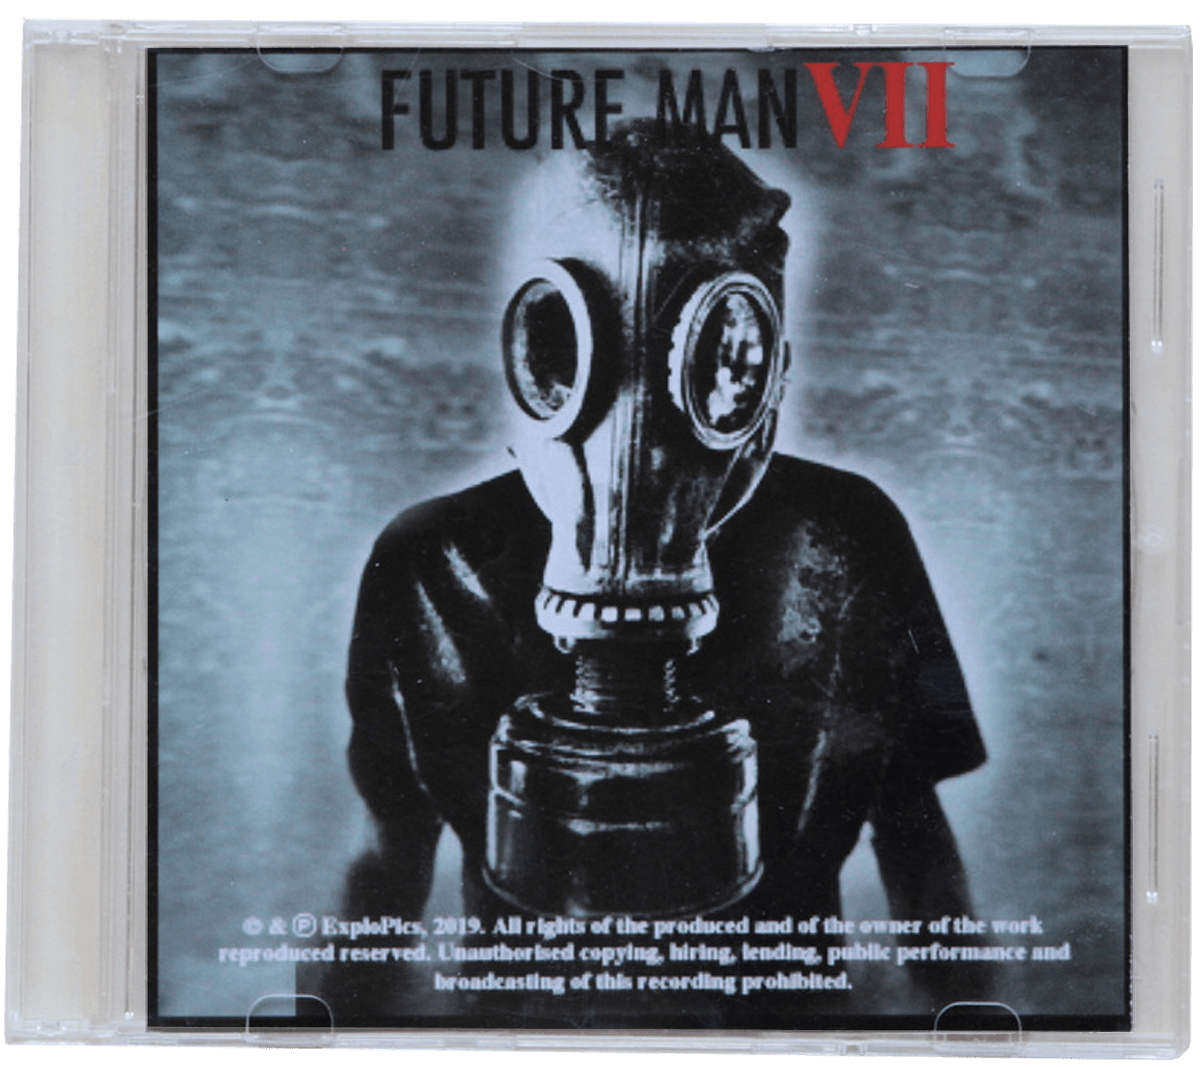 FUTURE MAN VII
© & ℗ ExploPics, 2019. All rights of the produced and of the owner of the work
reproduced reserved. Unauthorised copying, hiring, lending, public performance and
broadcasting of this recording prohibited.